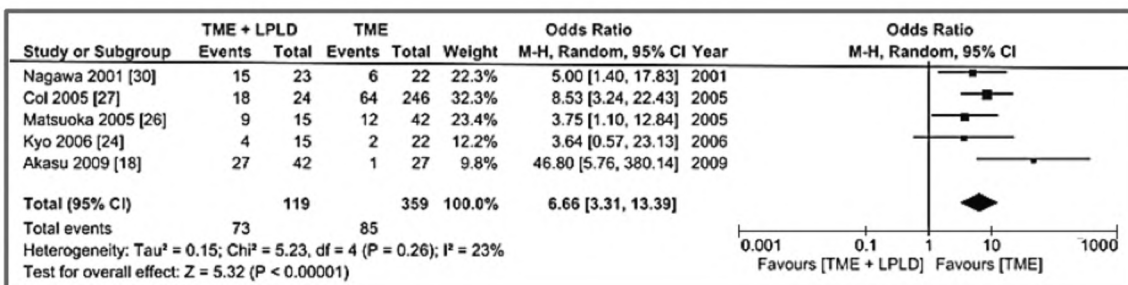 TME + LPLD TME Odds Ratio Odds Ratio
Study or Subgroup Events Total Events Total Weight M-H, Random, 95% CI Year M-H, Random, 95% CI
Nagawa 2001 [30] 15 23 6 22 22.3% 5.00 [1.40, 17.83] 2001
Col 2005 [27] 18 24 64 246 32.3% 8.53 [3.24, 22.43] 2005
Matsuoka 2005 [26] 9 15 12 42 23.4% 3.75 [1.10, 12.84] 2005
Kyo 2006 [24] 4 15 2 22 12.2% 3.64 [0.57, 23.13] 2006
Akasu 2009 [18] 27 42 1 27 9.8% 46.80 [5.76, 380.14] 2009
Total (95% CI) 119 359 100.0% 6.66 [3.31, 13.39]
Total events 73 85
Heterogeneity: Tau² = 0.15; Chi² = 5.23, df = 4 (P = 0.26); I² = 23%
Test for overall effect: Z = 5.32 (P < 0.00001)
0.001 0.1 1 10 1000
Favours [TME + LPLD] Favours [TME]